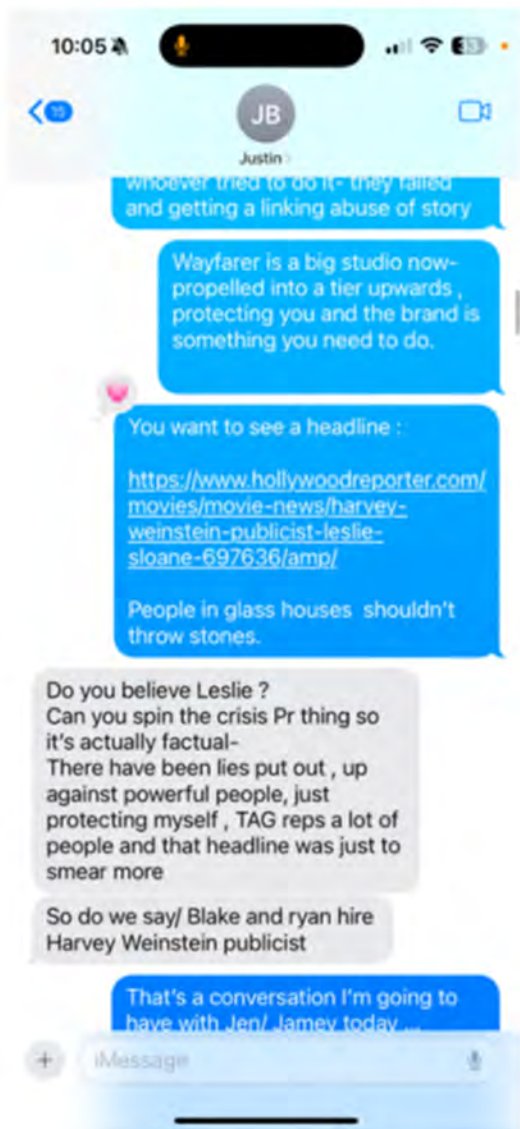 10:05
33
15
JB
Justin
whoever tried to do it- they failed
and getting a linking abuse of story
Wayfarer is a big studio now-
propelled into a tier upwards ,
protecting you and the brand is
something you need to do.
You want to see a headline :
https://www.hollywoodreporter.com/
movies/movie-news/harvey-
weinstein-publicist-leslie-
sloane-697636/amp/
People in glass houses shouldn't
throw stones.
Do you believe Leslie ?
Can you spin the crisis Pr thing so
it's actually factual-
There have been lies put out , up
against powerful people, just
protecting myself , TAG reps a lot of
people and that headline was just to
smear more
So do we say/ Blake and ryan hire
Harvey Weinstein publicist
That's a conversation I'm going to
have with Jen/ Jamey today ...
iMessage